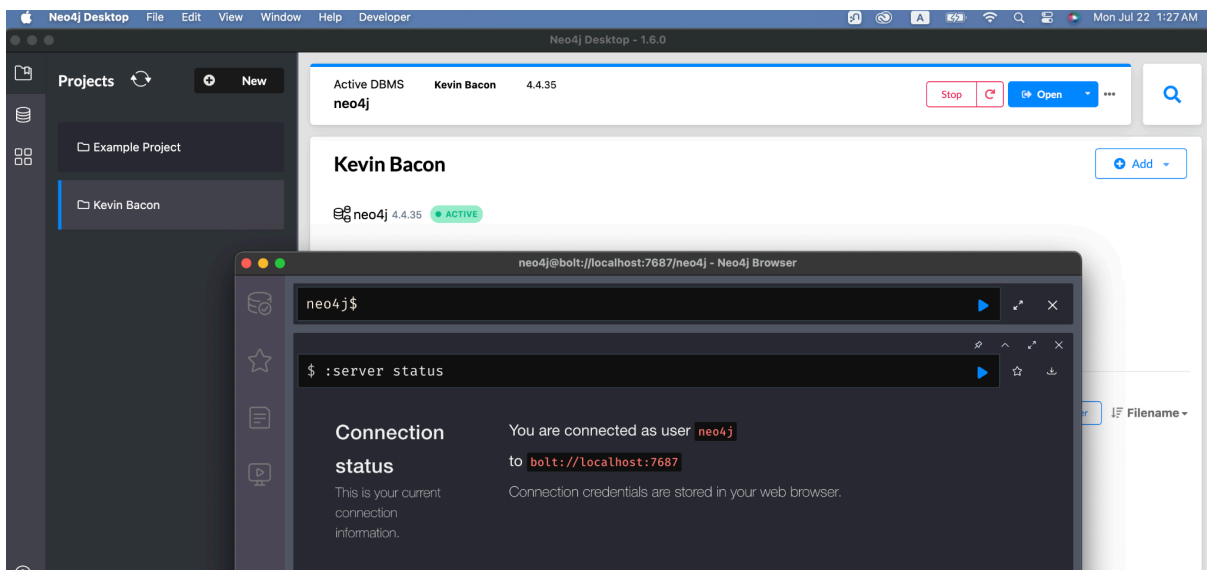 Neo4j Desktop File Edit View Window Help Developer A Mon Jul 22 1:27 AM
Neo4j Desktop - 1.6.0
Projects New
Example Project
Kevin Bacon
Active DBMS Kevin Bacon 4.4.35
neo4j
Stop Open
Kevin Bacon
Add
neo4j 4.4.35 ACTIVE
Filename
neo4j@bolt://localhost:7687/neo4j - Neo4j Browser
neo4j$
$ :server status
Connection
status
This is your current
connection
information.
You are connected as user neo4j
to bolt://localhost:7687
Connection credentials are stored in your web browser.